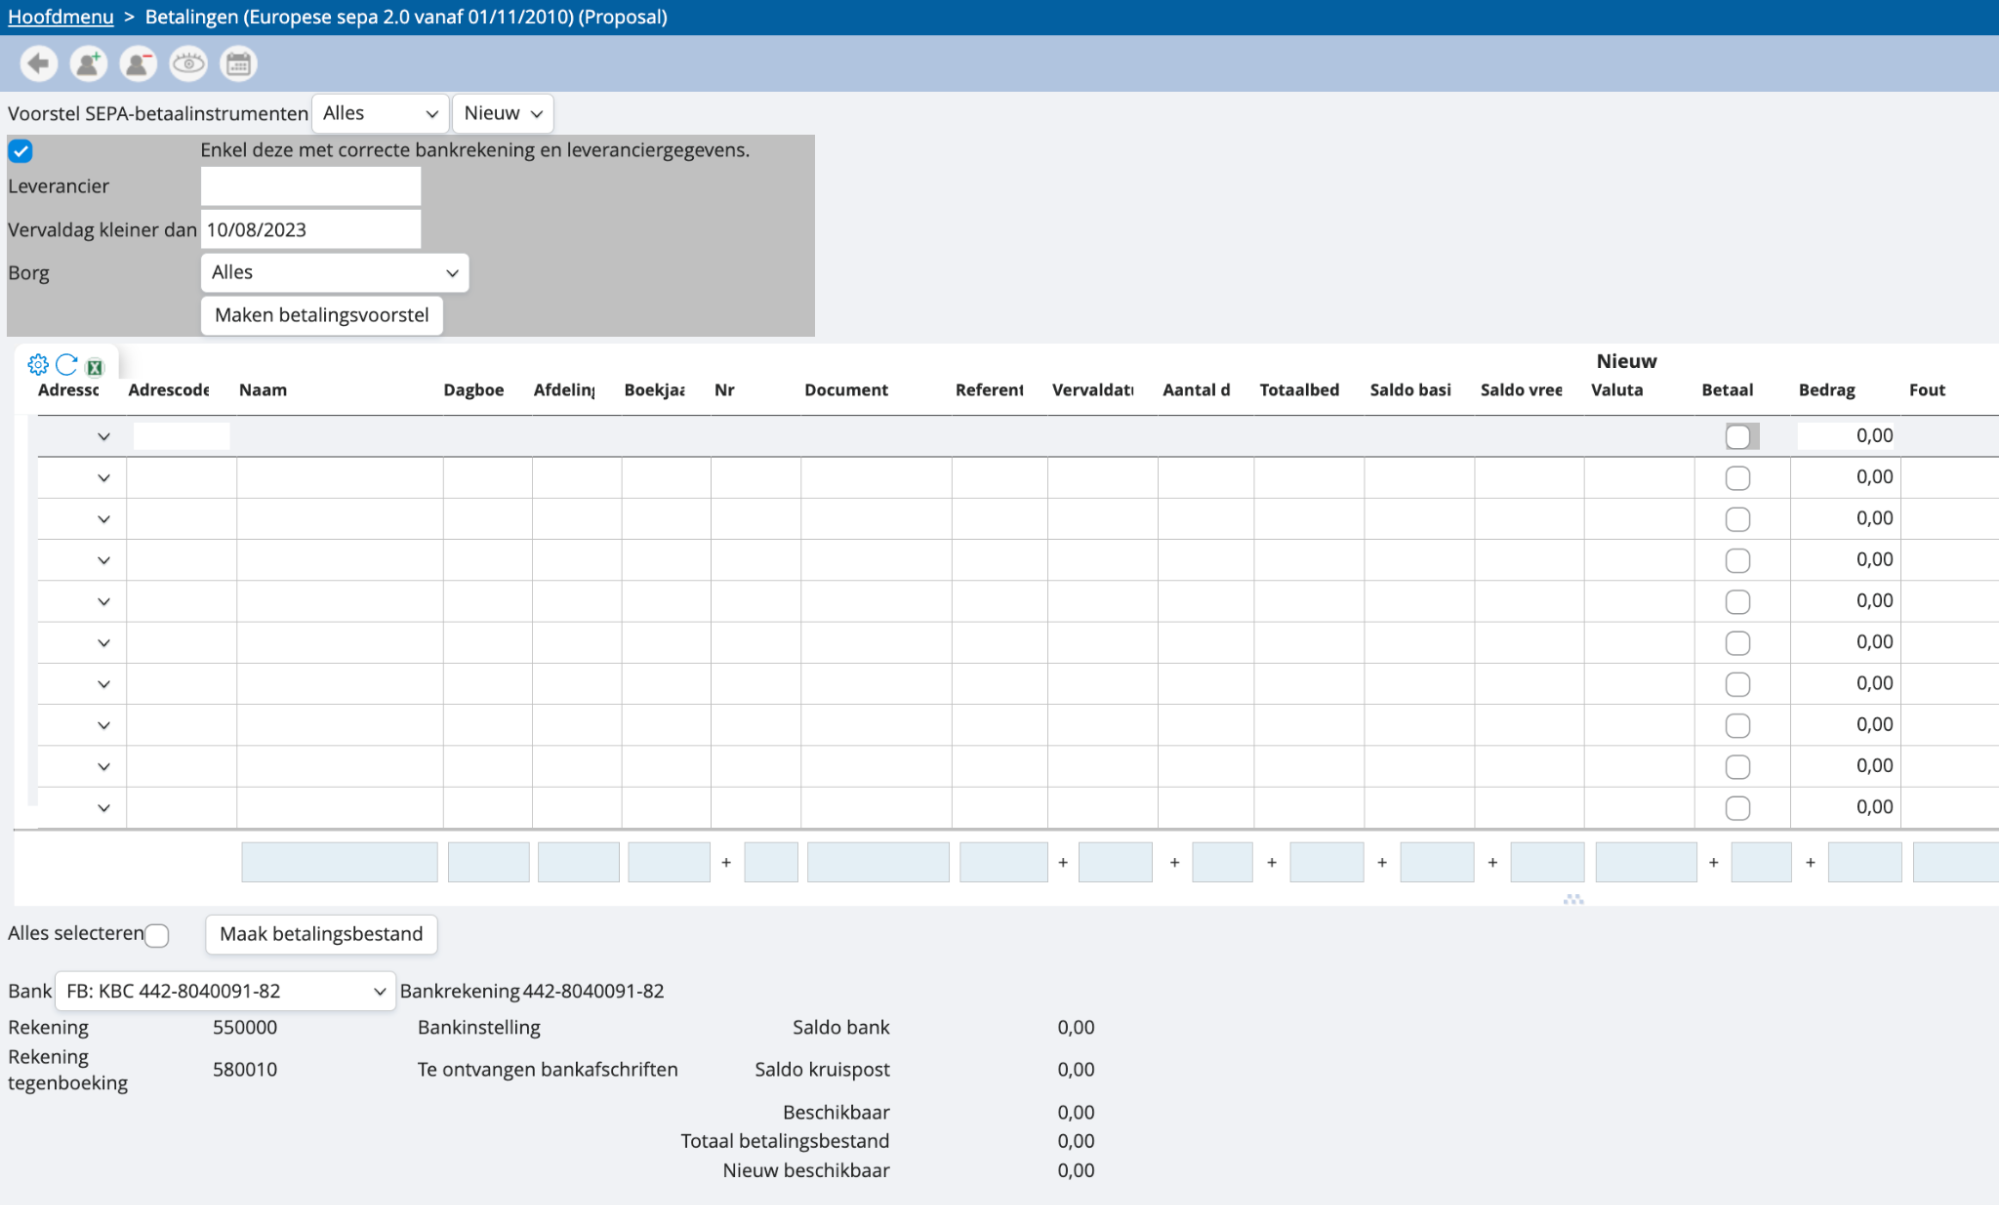 Hoofdmenu > Betalingen (Europese sepa 2.0 vanaf 01/11/2010) (Proposal)
Voorstel SEPA-betaalinstrumenten Alles Nieuw
Enkel deze met correcte bankrekening en leveranciergegevens.
Leverancier
Vervaldag kleiner dan 10/08/2023
Borg Alles
Maken betalingsvoorstel
Nieuw
Adressc Adrescode Naam Dagboe Afdeling Boekjaa Nr Document Referent Vervaldatu Aantal d Totaalbed Saldo basi Saldo vree Valuta Betaal Bedrag Fout
0,00
0,00
0,00
0,00
0,00
0,00
0,00
0,00
0,00
0,00
+ + + + + + + +
Alles selecteren Maak betalingsbestand
Bank FB: KBC 442-8040091-82 Bankrekening 442-8040091-82
Rekening 550000 Bankinstelling Saldo bank 0,00
Rekening
tegenboeking 580010 Te ontvangen bankafschriften Saldo kruispost 0,00
Beschikbaar 0,00
Totaal betalingsbestand 0,00
Nieuw beschikbaar 0,00